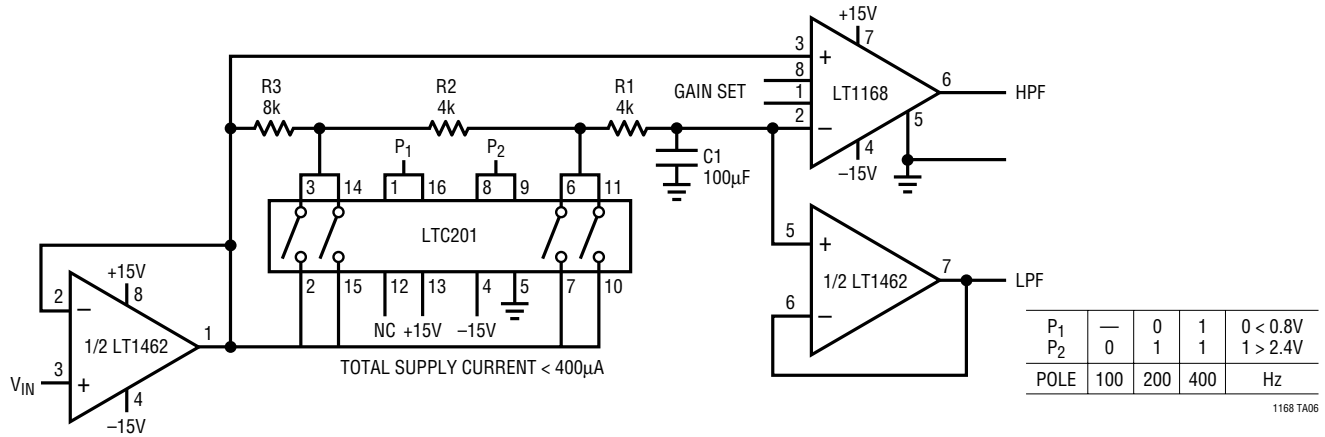 +15V
7
3
+
8
GAIN SET
1
LT1168
6
HPF
2
−
5
4
−15V
R3
8k
R2
4k
R1
4k
C1
100µF
P1
P2
3
14
1
16
8
9
6
11
LTC201
2
15
12
13
4
5
7
10
NC +15V
−15V
TOTAL SUPPLY CURRENT < 400µA
+15V
8
2
−
1
1/2 LT1462
VIN
3
+
4
−15V
5
+
7
LPF
1/2 LT1462
6
−
P1 — 0 1 0 < 0.8V
P2 0 1 1 1 > 2.4V
POLE 100 200 400 Hz
1168 TA06